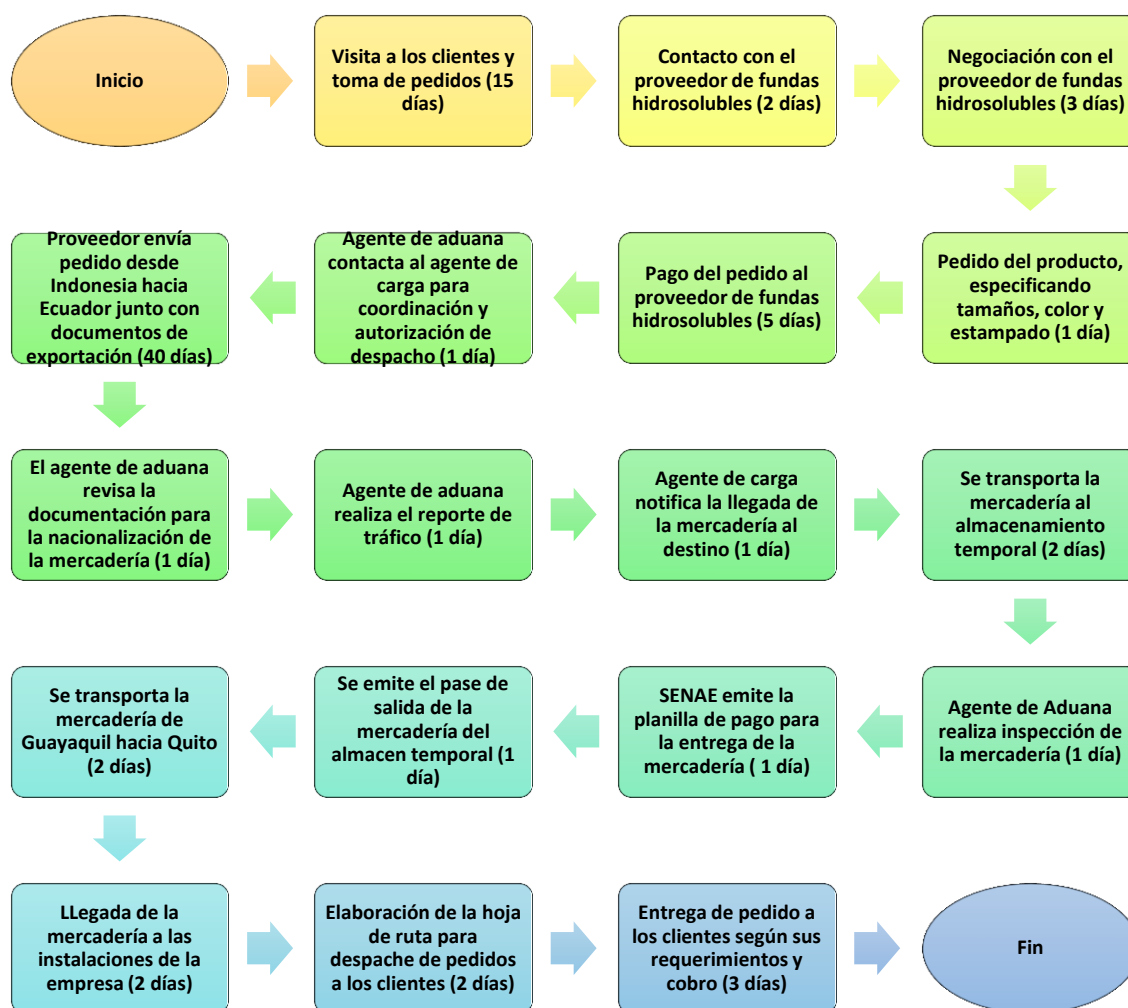 Inicio
Visita a los clientes y
toma de pedidos (15
días)
Contacto con el
proveedor de fundas
hidrosolubles (2 días)
Negociación con el
proveedor de fundas
hidrosolubles (3 días)
Pedido del producto,
especificando
tamaños, color y
estampado (1 día)
Pago del pedido al
proveedor de fundas
hidrosolubles (5 días)
Agente de aduana
contacta al agente de
carga para
coordinación y
autorización de
despacho (1 día)
Proveedor envía
pedido desde
Indonesia hacia
Ecuador junto con
documentos de
exportación (40 días)
El agente de aduana
revisa la
documentación para
la nacionalización de
la mercadería (1 día)
Agente de aduana
realiza el reporte de
tráfico (1 día)
Agente de carga
notifica la llegada de
la mercadería al
destino (1 día)
Se transporta la
mercadería al
almacenamiento
temporal (2 días)
Agente de Aduana
realiza inspección de
la mercadería (1 día)
SENAE emite la
planilla de pago para
la entrega de la
mercadería ( 1 día)
Se emite el pase de
salida de la
mercadería del
almacen temporal (1
día)
Se transporta la
mercadería de
Guayaquil hacia Quito
(2 días)
LLegada de la
mercadería a las
instalaciones de la
empresa (2 días)
Elaboración de la hoja
de ruta para
despache de pedidos
a los clientes (2 días)
Entrega de pedido a
los clientes según sus
requerimientos y
cobro (3 días)
Fin